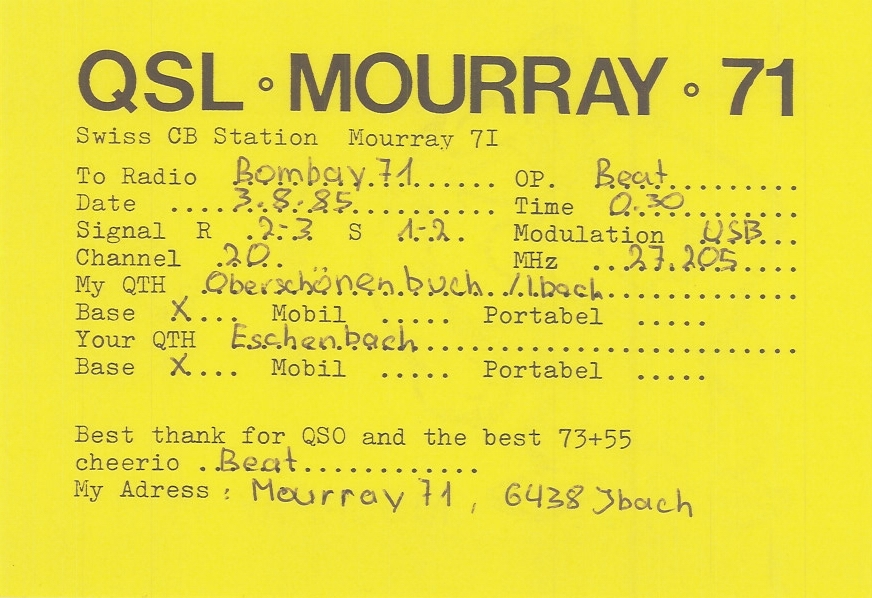 QSL · MOURRAY · 71
Swiss CB Station Mourray 7I
To Radio Bombay 71 OP. Beat
Date 3.8.85 Time 0.30
Signal R 2-3 S 1-2 Modulation USB
Channel 20 MHz 27.205
My QTH Oberschönenbuch / Ibach
Base X Mobil ..... Portabel .....
Your QTH Eschenbach
Base X Mobil ..... Portabel .....
Best thank for QSO and the best 73+55
cheerio Beat
My Adress : Mourray 71, 6438 Ibach